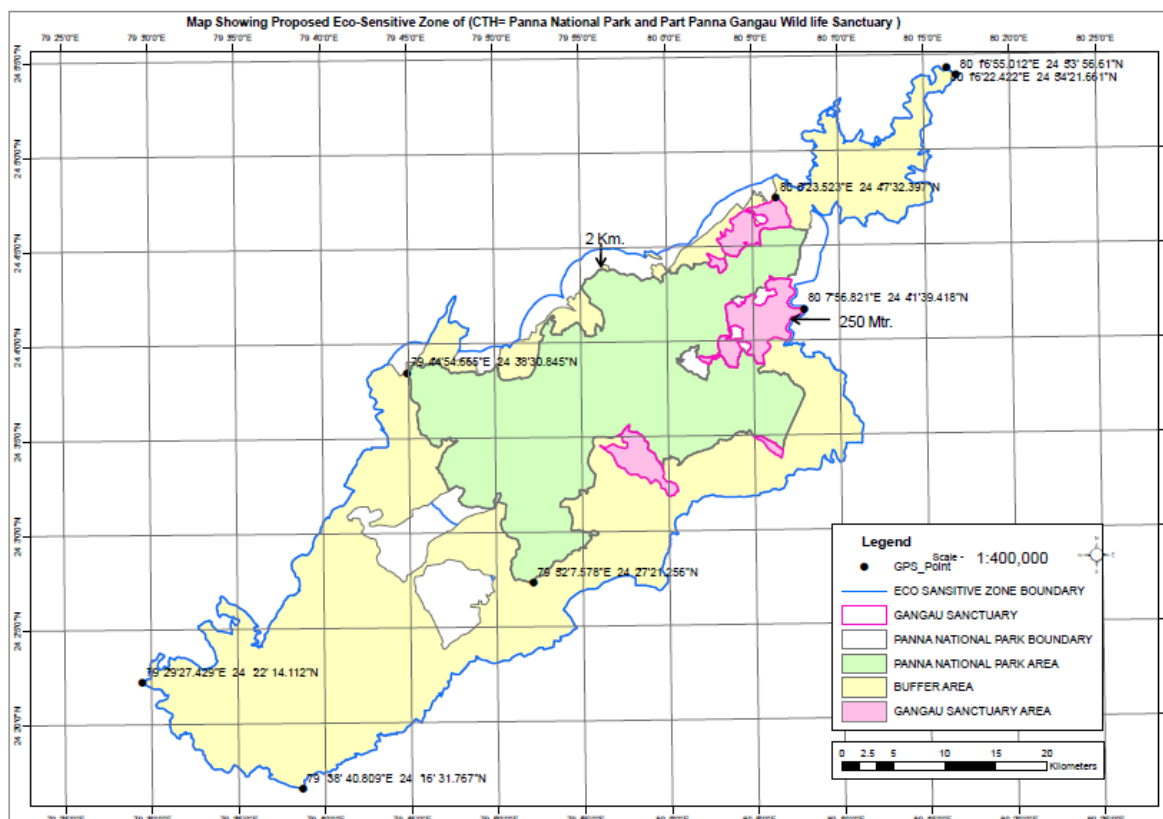 Map Showing Proposed Eco-Sensitive Zone of (CTH= Panna National Park and Part Panna Gangau Wild life Sanctuary )
79 25'0"E 79 30'0"E 79 35'0"E 79 40'0"E 79 45'0"E 79 50'0"E 79 55'0"E 80 0'0"E 80 5'0"E 80 10'0"E 80 15'0"E 80 20'0"E 80 25'0"E
80 16'55.012"E 24 53' 56.61"N
80 16'22.422"E 24 54'21.661"N
80 6'23.523"E 24 47'32.397"N
2 Km.
80 7'56.821"E 24 41'39.418"N
250 Mtr.
79 44'54.665"E 24 38'30.845"N
79 52'7.578"E 24 27'21.256"N
79 29'27.429"E 24 22' 14.112"N
79 38' 40.809"E 24 16' 31.767"N
Legend
Scale - 1:400,000
GPS_Point
ECO SANSITIVE ZONE BOUNDARY
GANGAU SANCTUARY
PANNA NATIONAL PARK BOUNDARY
PANNA NATIONAL PARK AREA
BUFFER AREA
GANGAU SANCTUARY AREA
0 2.5 5 10 15 20
Kilometers